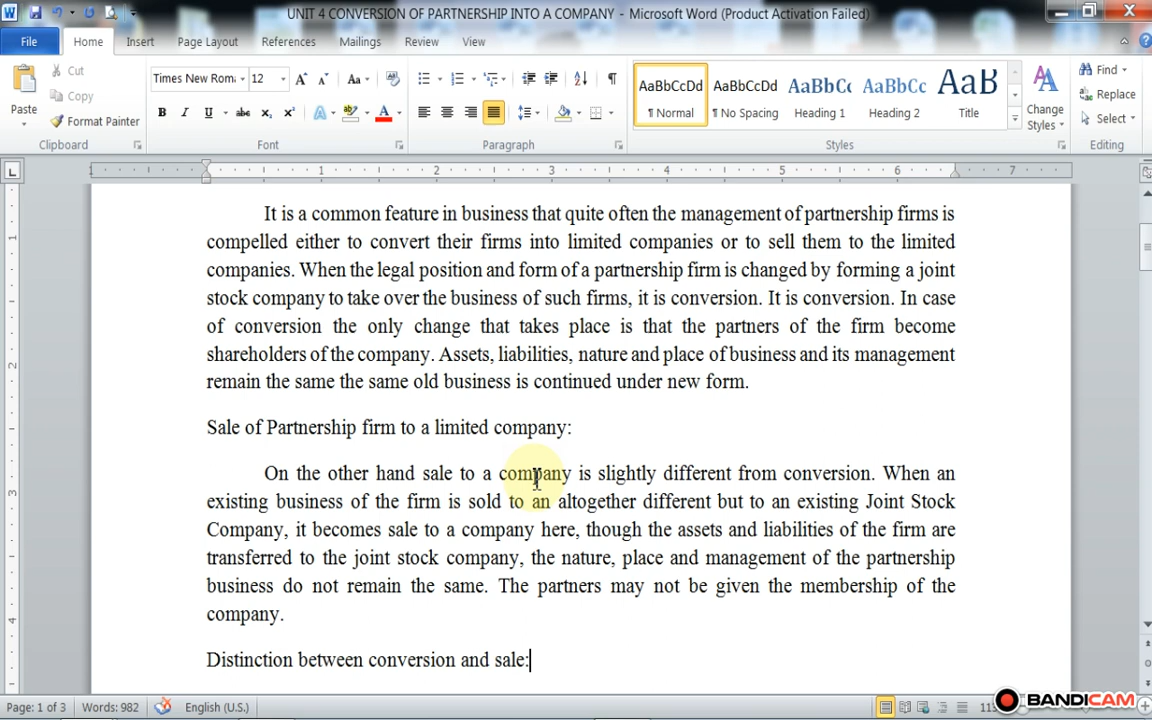 UNIT 4 CONVERSION OF PARTNERSHIP INTO A COMPANY - Microsoft Word (Product Activation Failed)
File Home Insert Page Layout References Mailings Review View
Cut
Copy
Format Painter
Paste
Clipboard
Times New Rom 12
Font
Paragraph
AaBbCcDd AaBbCcDd AaBbCc AaBbCc AaB
¶ Normal ¶ No Spacing Heading 1 Heading 2 Title
Change
Styles
Styles
Find
Replace
Select
Editing
1 1 2 3 4 5 6 7
It is a common feature in business that quite often the management of partnership firms is
compelled either to convert their firms into limited companies or to sell them to the limited
companies. When the legal position and form of a partnership firm is changed by forming a joint
stock company to take over the business of such firms, it is conversion. It is conversion. In case
of conversion the only change that takes place is that the partners of the firm become
shareholders of the company. Assets, liabilities, nature and place of business and its management
remain the same the same old business is continued under new form.
Sale of Partnership firm to a limited company:
On the other hand sale to a company is slightly different from conversion. When an
existing business of the firm is sold to an altogether different but to an existing Joint Stock
Company, it becomes sale to a company here, though the assets and liabilities of the firm are
transferred to the joint stock company, the nature, place and management of the partnership
business do not remain the same. The partners may not be given the membership of the
company.
Distinction between conversion and sale:
Page: 1 of 3 Words: 982 English (U.S.)
BANDICAM